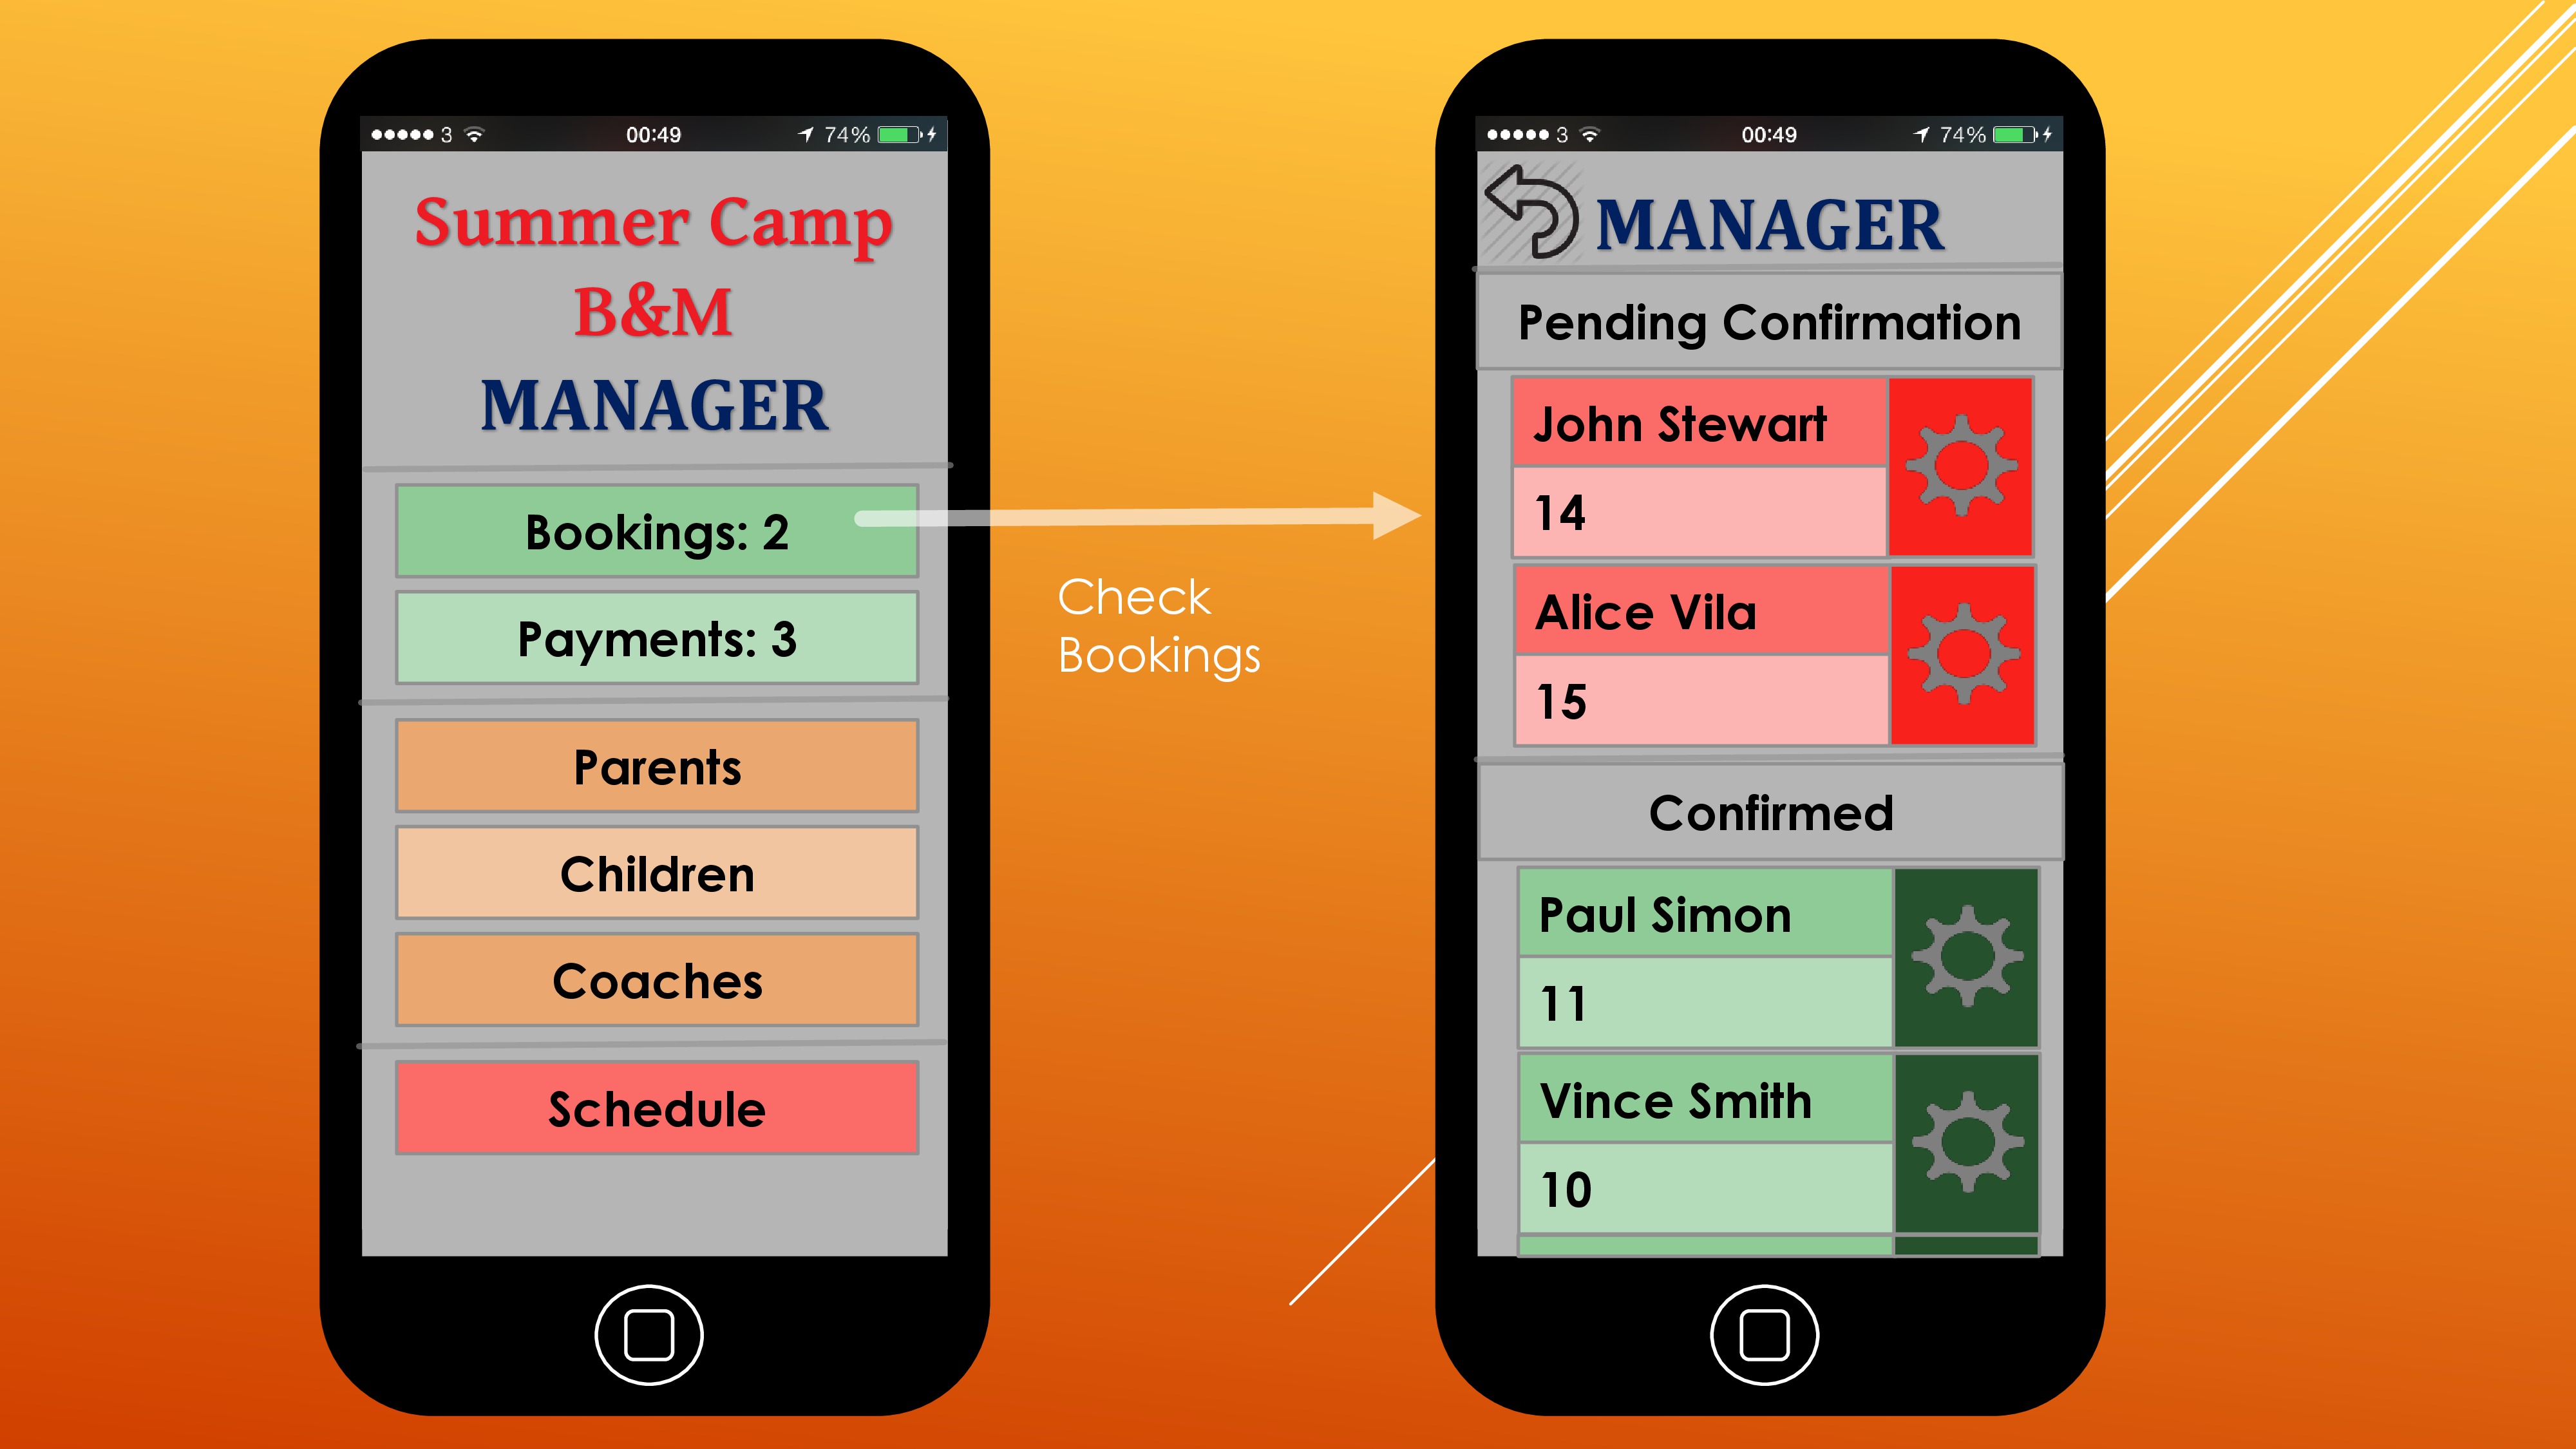 3 00:49 74%
Summer Camp
B&M
MANAGER
Bookings: 2
Payments: 3
Parents
Children
Coaches
Schedule
Check
Bookings
3 00:49 74%
MANAGER
Pending Confirmation
John Stewart
14
Alice Vila
15
Confirmed
Paul Simon
11
Vince Smith
10